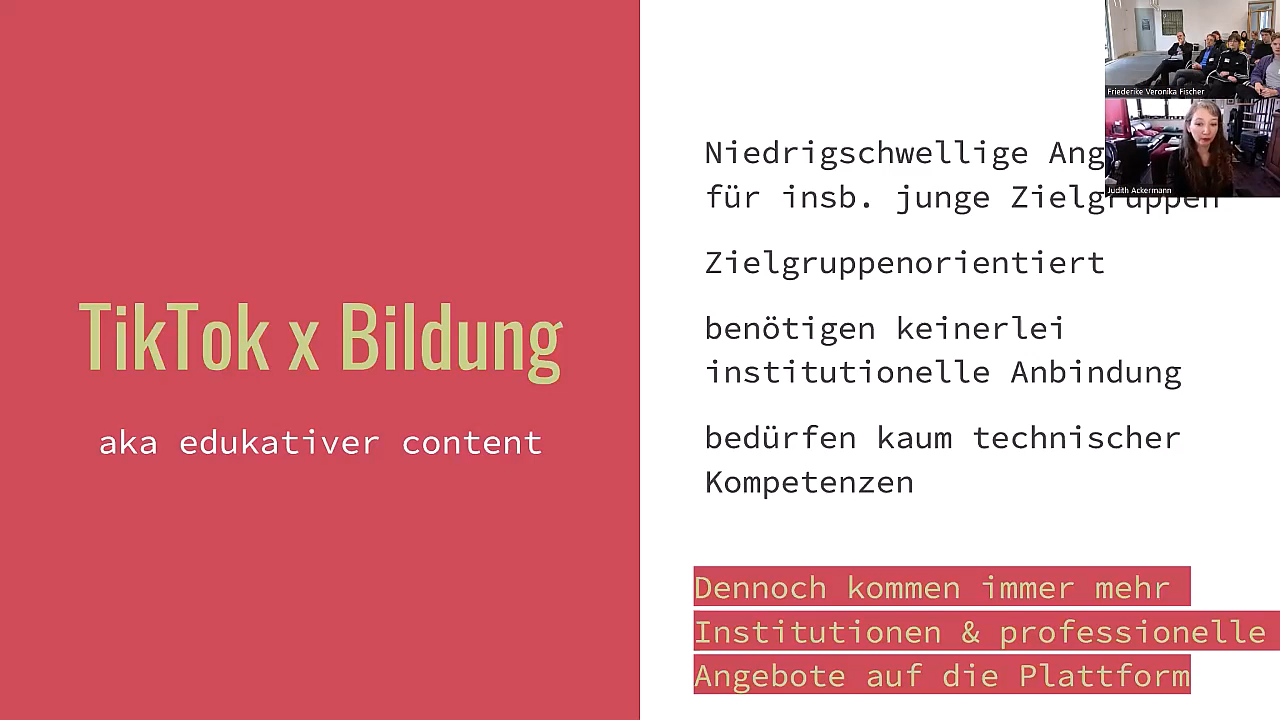 TikTok x Bildung
aka edukativer content
Niedrigschwellige
für insb. junge Zielgruppen
Zielgruppenorientiert
benötigen keinerlei
institutionelle Anbindung
bedürfen kaum technischer
Kompetenzen
Dennoch kommen immer mehr
Institutionen & professionelle
Angebote auf die Plattform
Friederike Veronika Fischer
Judith Ackermann